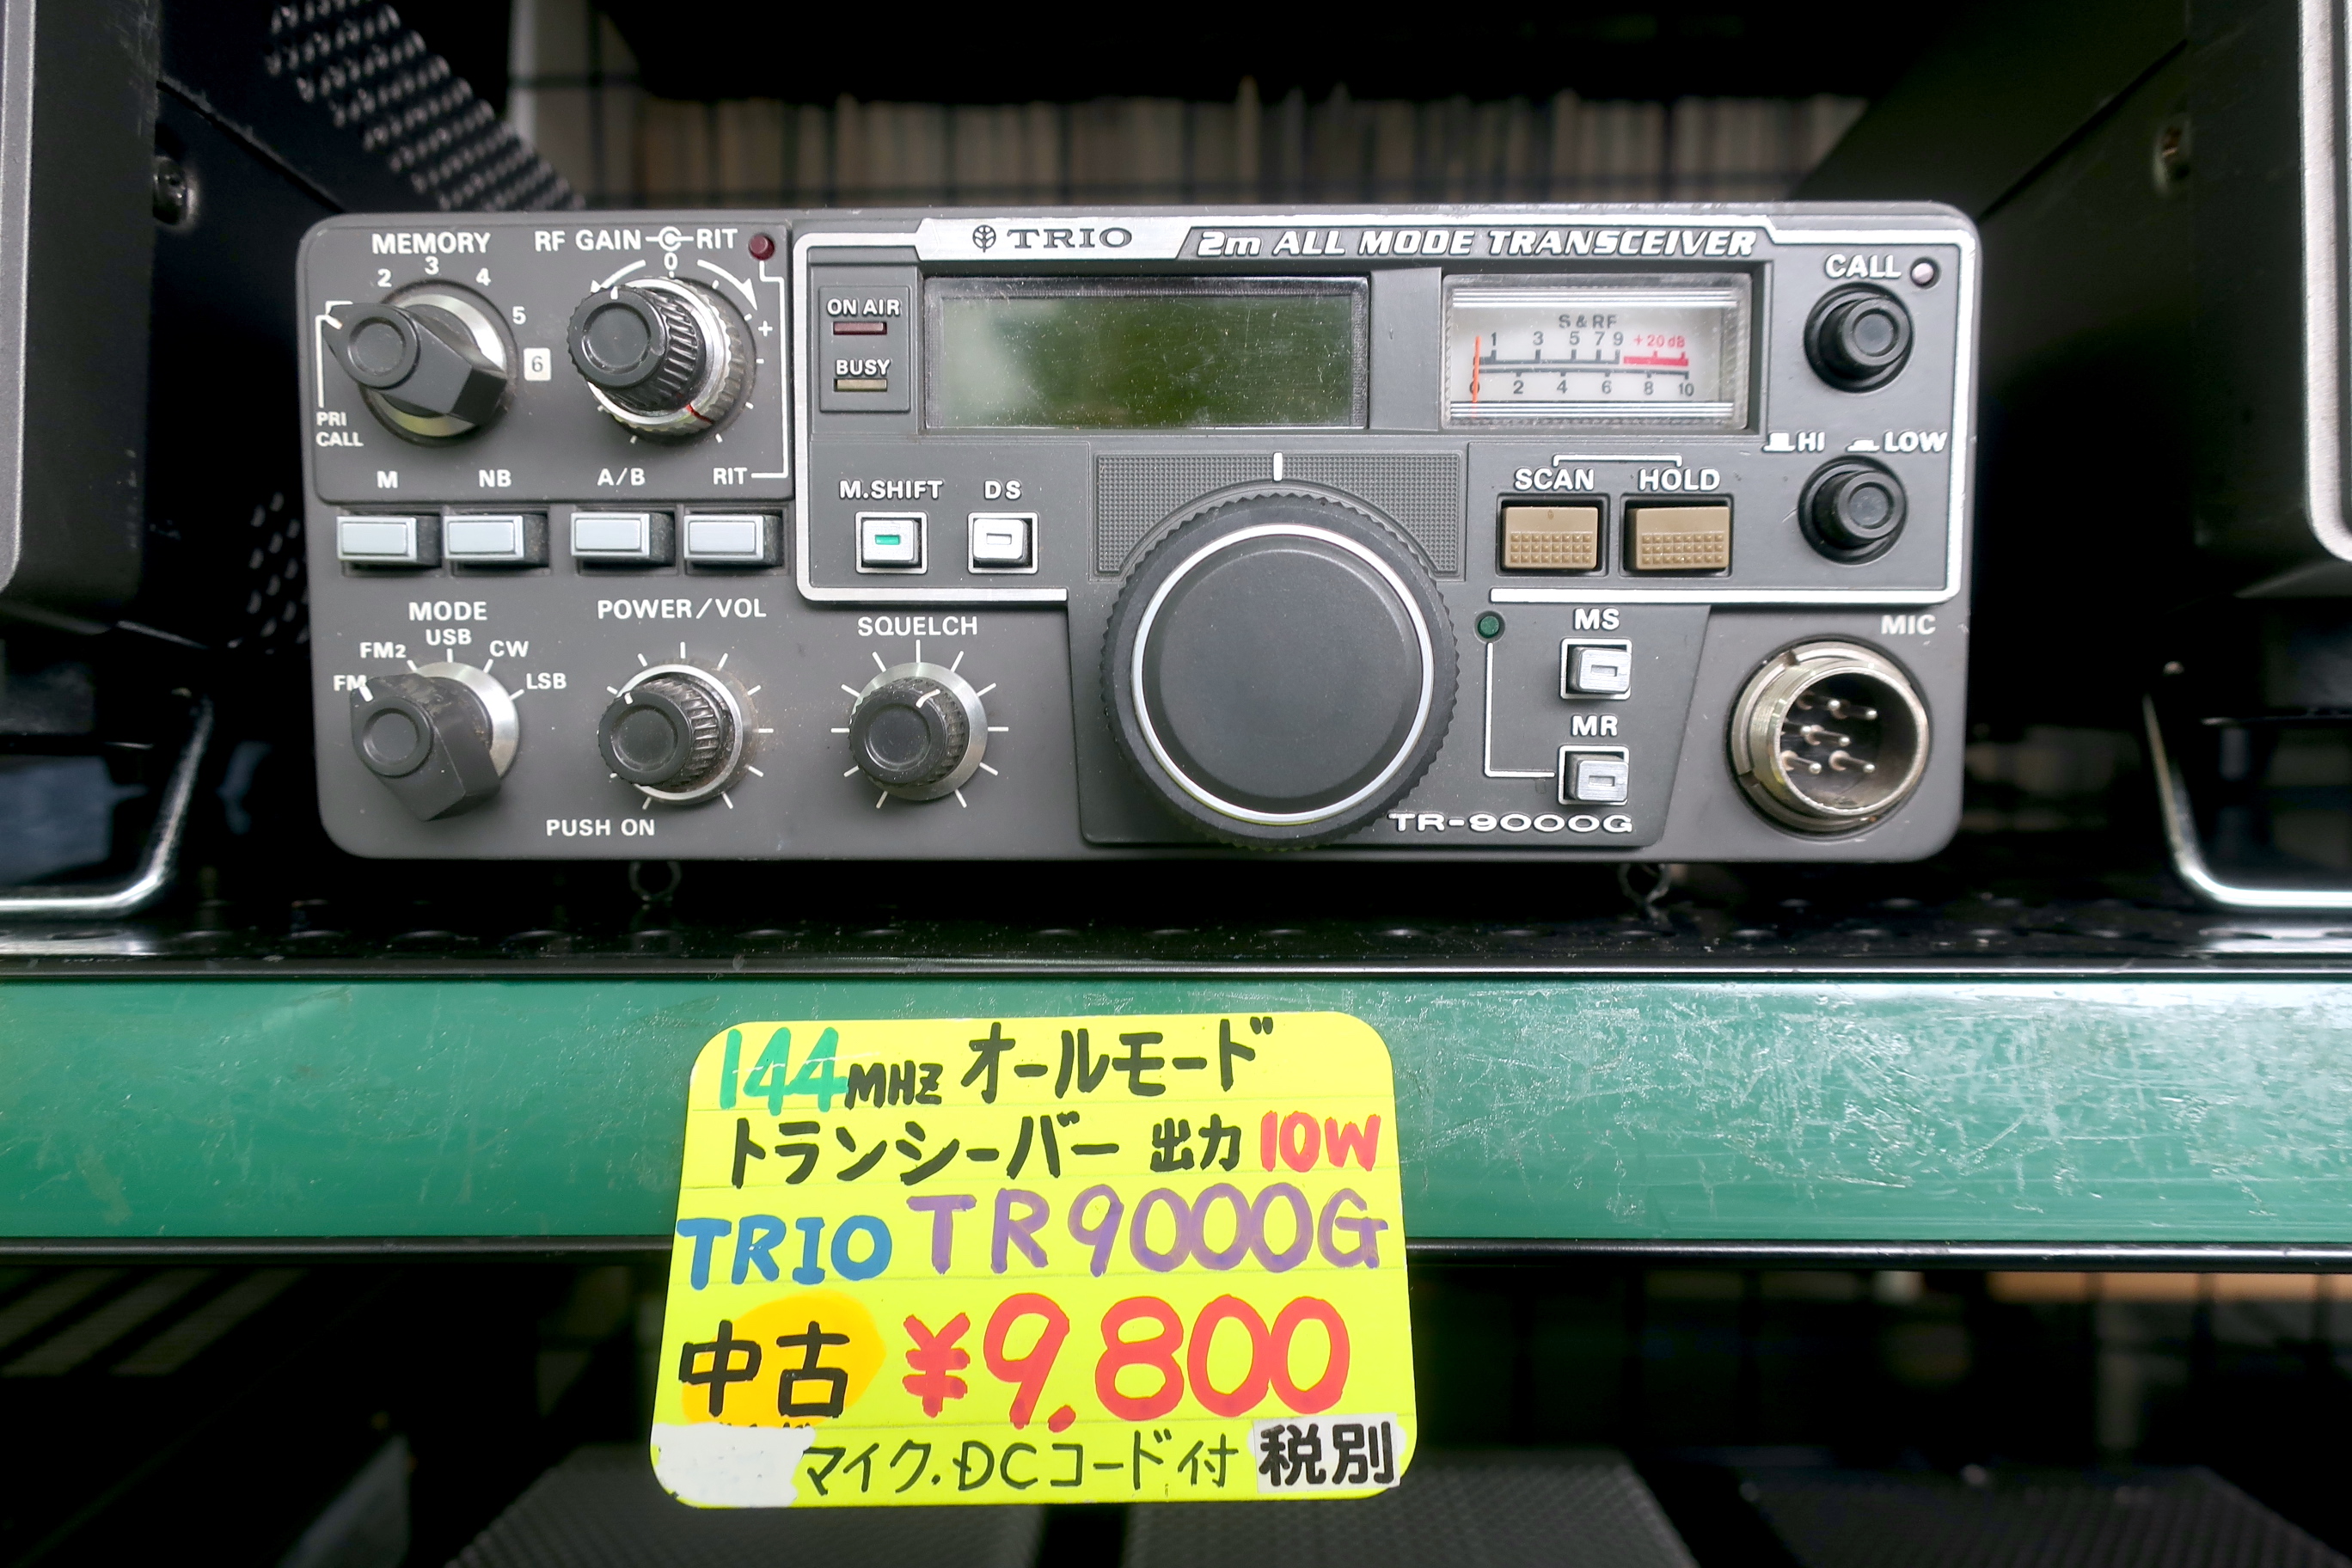 TRIO 2m ALL MODE TRANSCEIVER
MEMORY
2 3 4 5 6
PRI
CALL
RF GAIN RIT
0
+
ON AIR
BUSY
S&RF
1 3 5 7 9 +20dB
0 2 4 6 8 10
CALL
HI LOW
M NB A/B RIT
M.SHIFT DS
SCAN HOLD
MODE
FM FM2 USB CW LSB
POWER/VOL
PUSH ON
SQUELCH
MS
MR
MIC
TR-9000G
144MHz オールモード
トランシーバー 出力 10W
TRIO TR9000G
中古 ¥9,800
マイク.DCコード付 税別